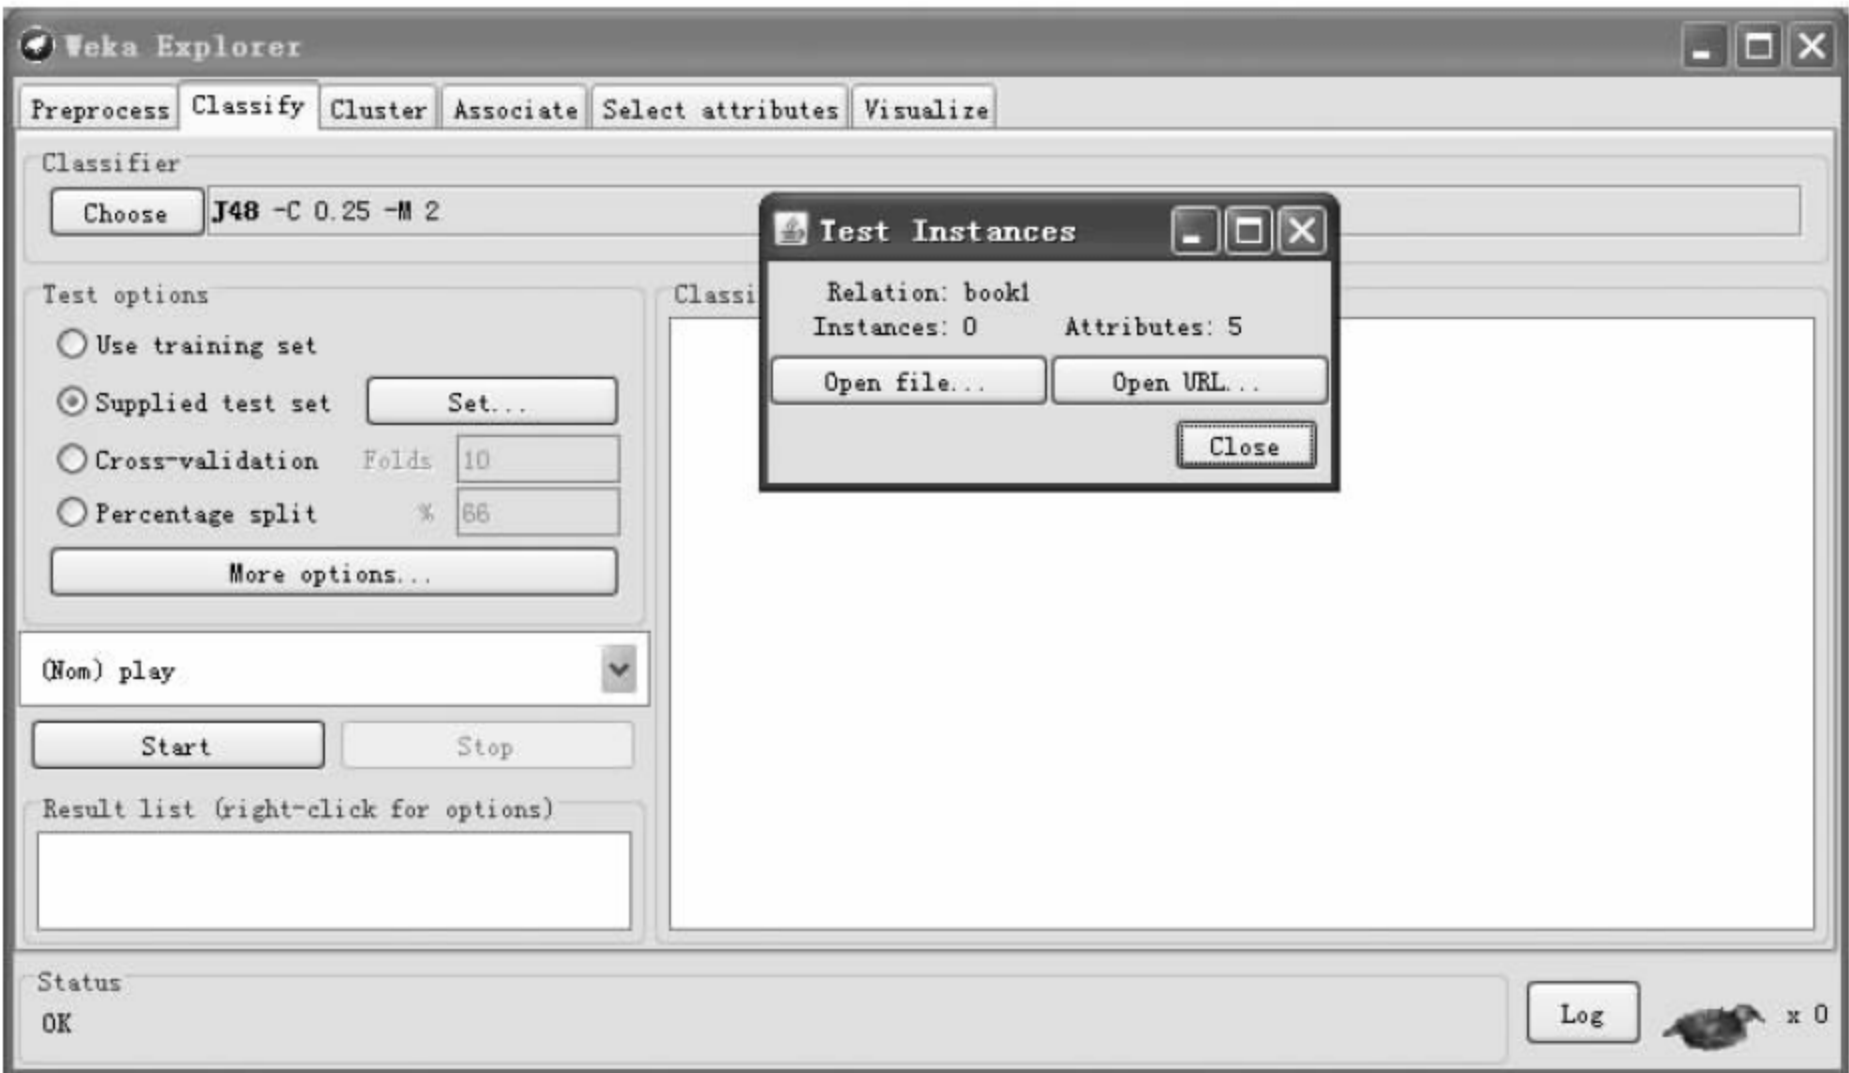 Weka Explorer
Preprocess Classify Cluster Associate Select attributes Visualize
Classifier
Choose J48 -C 0.25 -M 2
Test Instances
Relation: book1
Instances: 0 Attributes: 5
Open file... Open URL...
Close
Test options
Use training set
Supplied test set Set...
Cross-validation Folds 10
Percentage split % 66
More options...
(Nom) play
Start Stop
Result list (right-click for options)
Classi
Status
OK
Log x 0